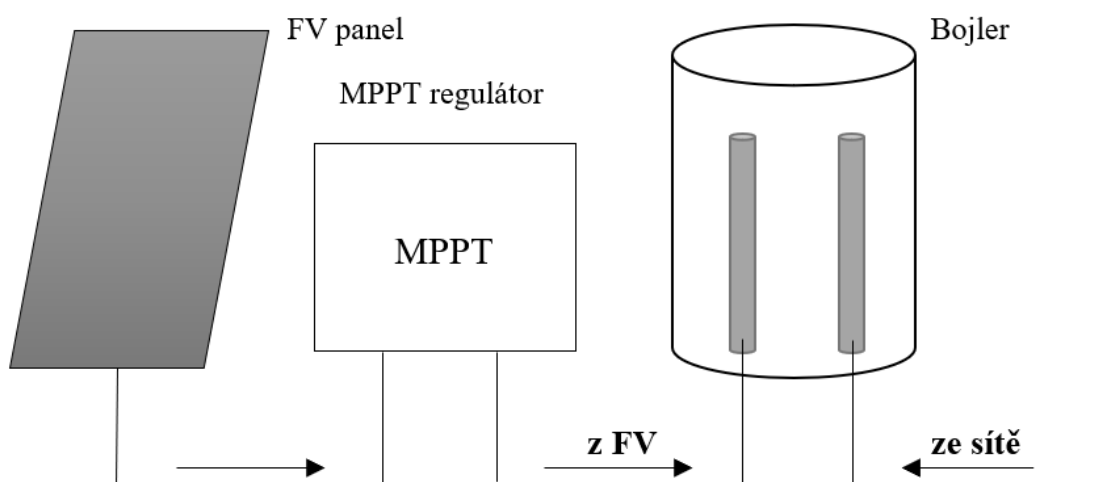 FV panel
Bojler
MPPT regulátor
MPPT
z FV
ze sítě